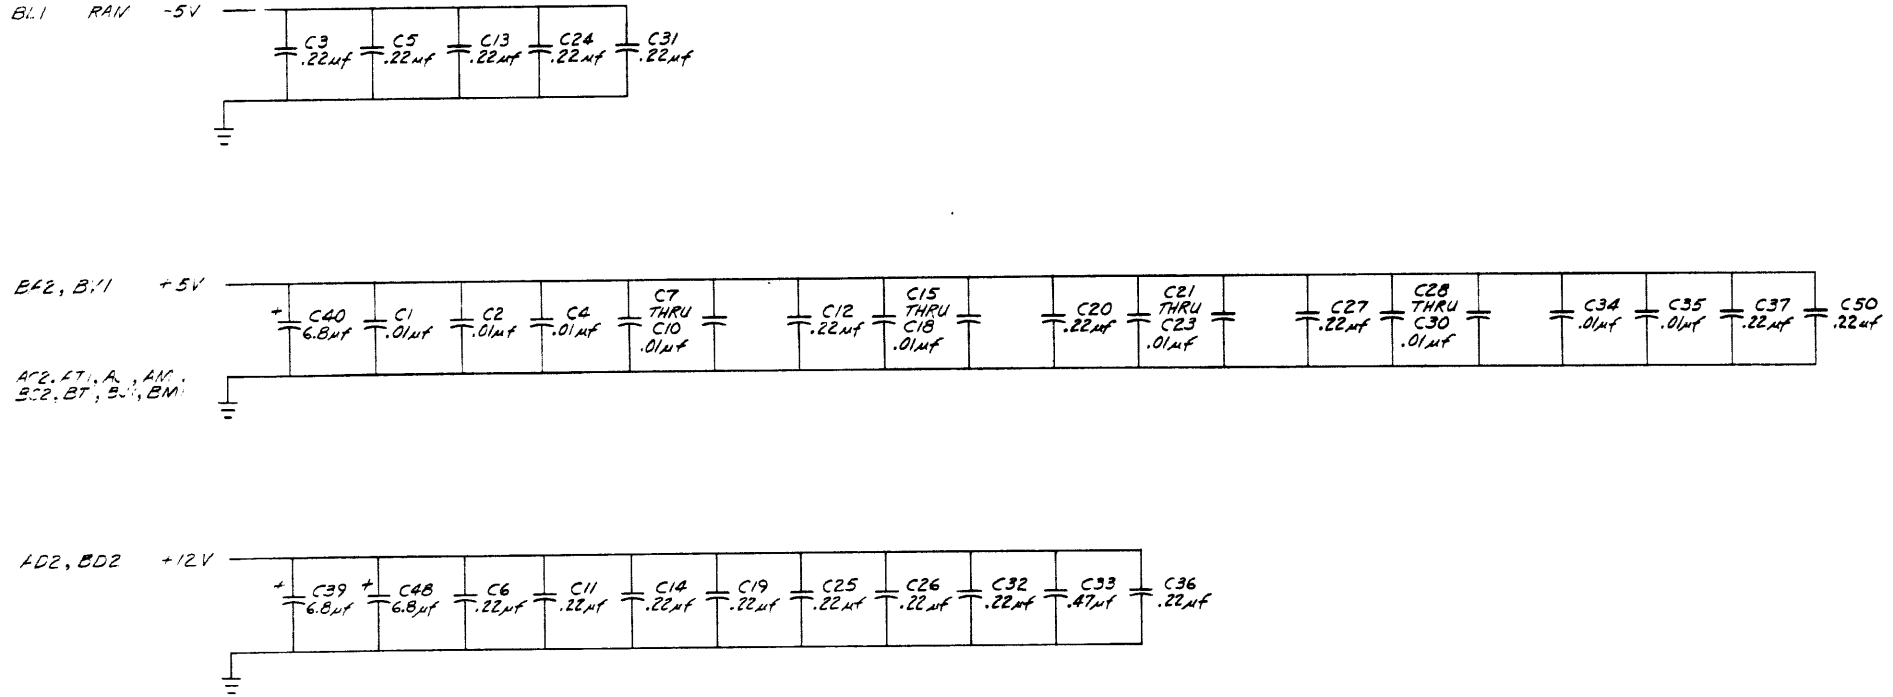 -5V
C3 C5 C13 C24 C31
.22µf .22µf .22µf .22µf .22µf
+5V
+ C40 C1 C2 C4 C7 THRU C10 C12 C15 THRU C18 C20 C21 THRU C23 C27 C28 THRU C30 C34 C35 C37 C50
6.8µf .01µf .01µf .01µf .01µf .22µf .01µf .22µf .01µf .22µf .01µf .01µf .01µf .22µf .22µf
AD2, BD2 +12V
+ C39 + C48 C6 C11 C14 C19 C25 C26 C32 C33 C36
6.8µf 6.8µf .22µf .22µf .22µf .22µf .22µf .22µf .22µf .47µf .22µf